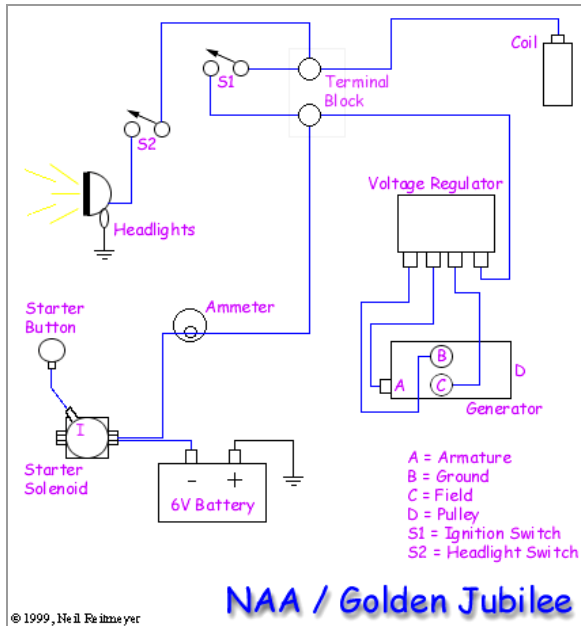 Coil
S1
Terminal
Block
S2
Voltage Regulator
Headlights
Starter
Button
Ammeter
B
D
A
C
Generator
I
Starter
Solenoid
- +
6V Battery
A = Armature
B = Ground
C = Field
D = Pulley
S1 = Ignition Switch
S2 = Headlight Switch
NAA / Golden Jubilee
© 1999, Neil Reitmeyer